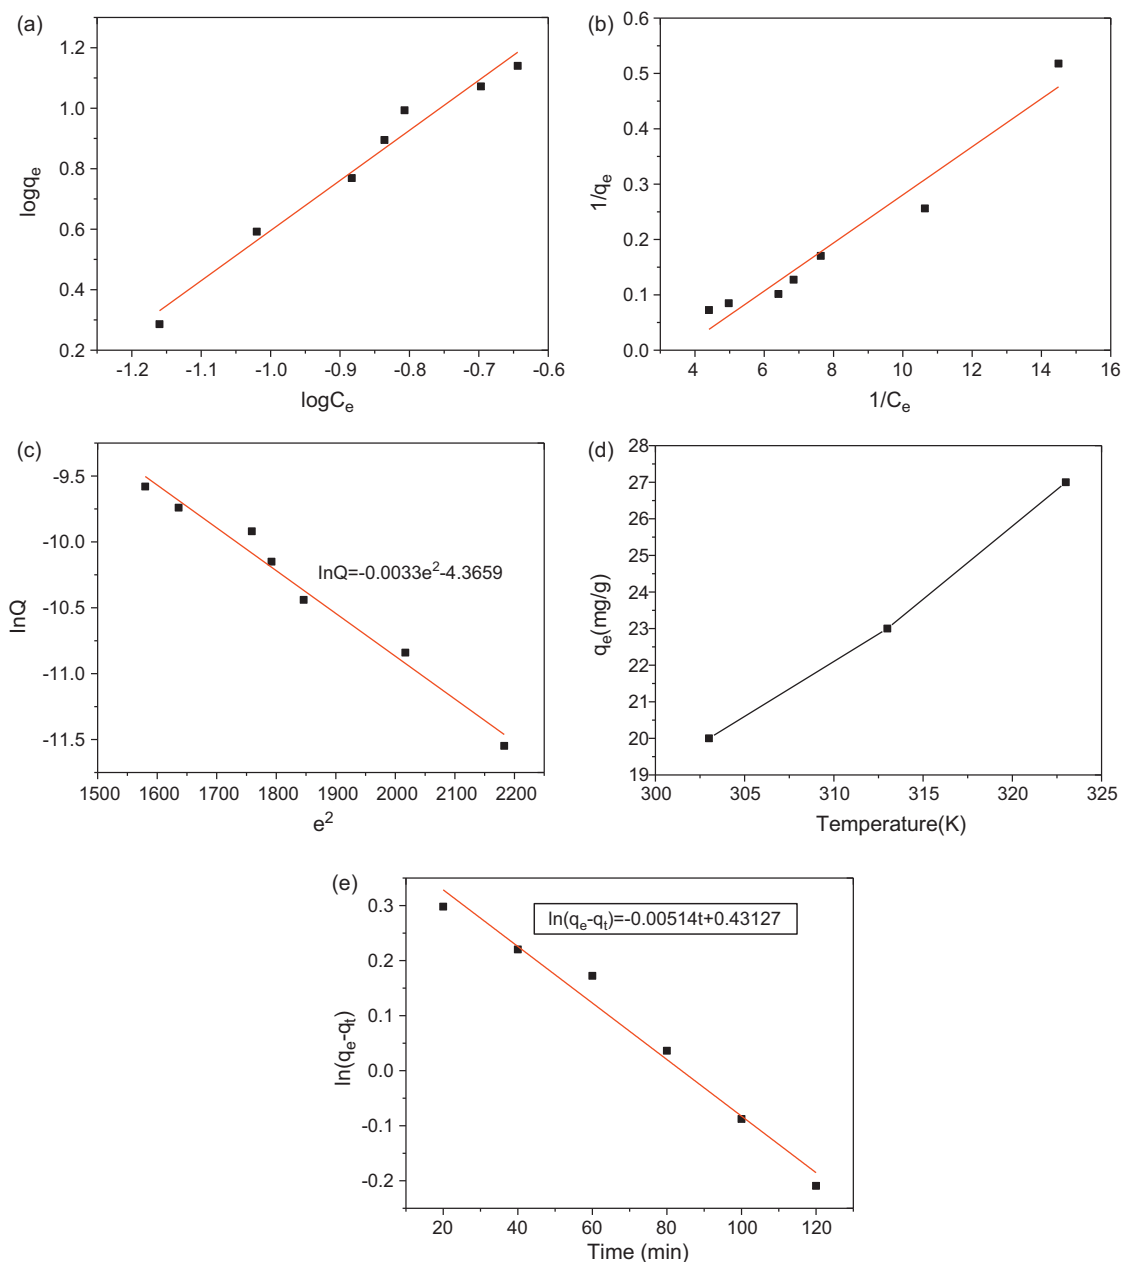 (a)
1.2
1.0
0.8
0.6
0.4
0.2
logqₑ
-1.2 -1.1 -1.0 -0.9 -0.8 -0.7 -0.6
logCₑ
(b)
0.6
0.5
0.4
0.3
0.2
0.1
0.0
1/qₑ
4 6 8 10 12 14 16
1/Cₑ
(c)
-9.5
-10.0
-10.5
-11.0
-11.5
lnQ
lnQ=-0.0033e²-4.3659
1500 1600 1700 1800 1900 2000 2100 2200
e²
(d)
28
27
26
25
24
23
22
21
20
19
qₑ(mg/g)
300 305 310 315 320 325
Temperature(K)
(e)
0.3
0.2
0.1
0.0
-0.1
-0.2
ln(qₑ-qₜ)
ln(qₑ-qₜ)=-0.00514t+0.43127
20 40 60 80 100 120
Time (min)